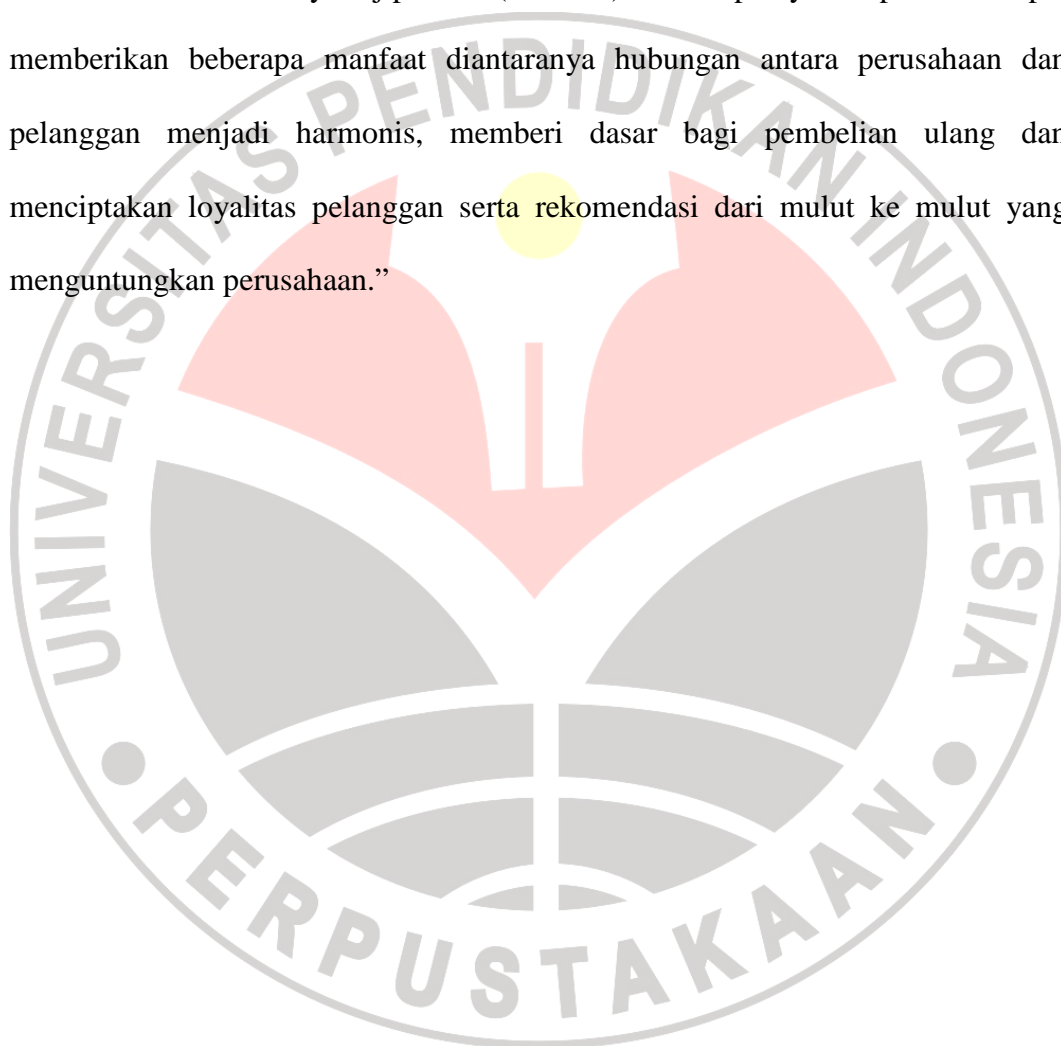 memberikan beberapa manfaat diantaranya hubungan antara perusahaan dan
pelanggan menjadi harmonis, memberi dasar bagi pembelian ulang dan
menciptakan loyalitas pelanggan serta rekomendasi dari mulut ke mulut yang
menguntungkan perusahaan.”
UNIVERSITAS PENDIDIKAN INDONESIA
PERPUSTAKAAN